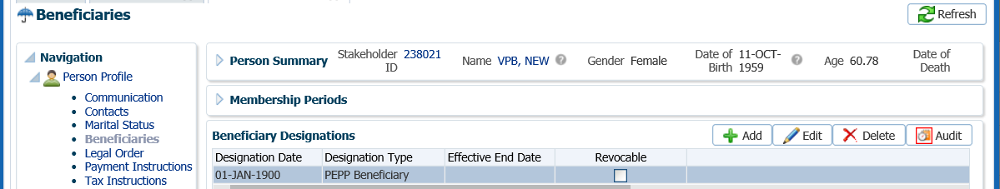 Beneficiaries
Refresh
Navigation
Person Profile
Communication
Contacts
Marital Status
Beneficiaries
Legal Order
Payment Instructions
Tax Instructions
Person Summary Stakeholder ID 238021 Name VPB, NEW Gender Female Date of Birth 11-OCT-1959 Age 60.78 Date of Death
Membership Periods
Beneficiary Designations Add Edit Delete Audit
Designation Date Designation Type Effective End Date Revocable
01-JAN-1900 PEPP Beneficiary